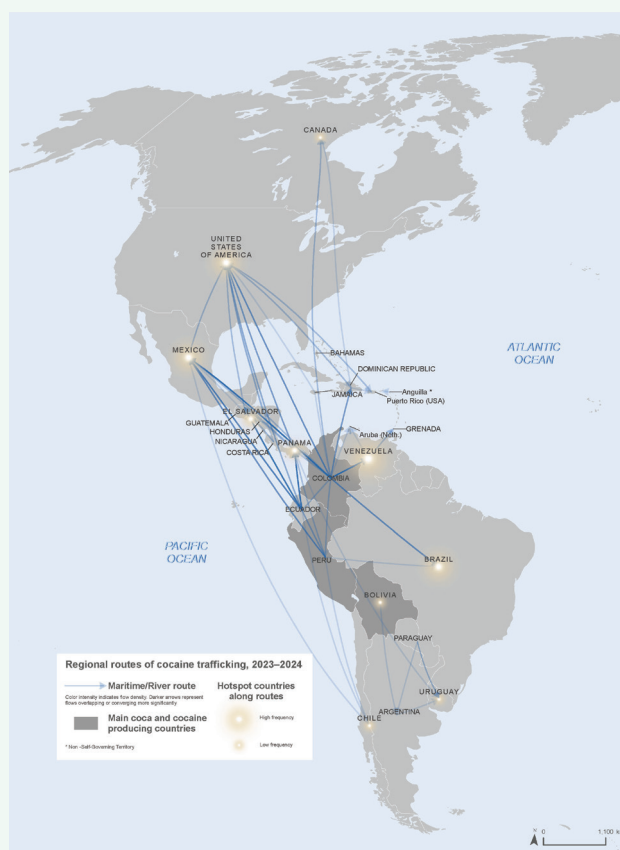 CANADA
UNITED
STATES
OF AMERICA
MEXICO
BAHAMAS
DOMINICAN REPUBLIC
JAMAICA
Anguilla *
Puerto Rico (USA)
ATLANTIC
OCEAN
EL SALVADOR
GUATEMALA
HONDURAS
NICARAGUA
COSTA RICA
PANAMA
Aruba (Neth.)
GRENADA
VENEZUELA
COLOMBIA
ECUADOR
PACIFIC
OCEAN
PERU
BRAZIL
BOLIVIA
PARAGUAY
URUGUAY
ARGENTINA
CHILE
Regional routes of cocaine trafficking, 2023–2024
Maritime/River route
Color intensity indicates flow density. Darker arrows represent
flows overlapping or converging more significantly
Main coca and cocaine
producing countries
* Non -Self-Governing Territory
Hotspot countries
along routes
High frequency
Low frequency
N
0 1.100 km